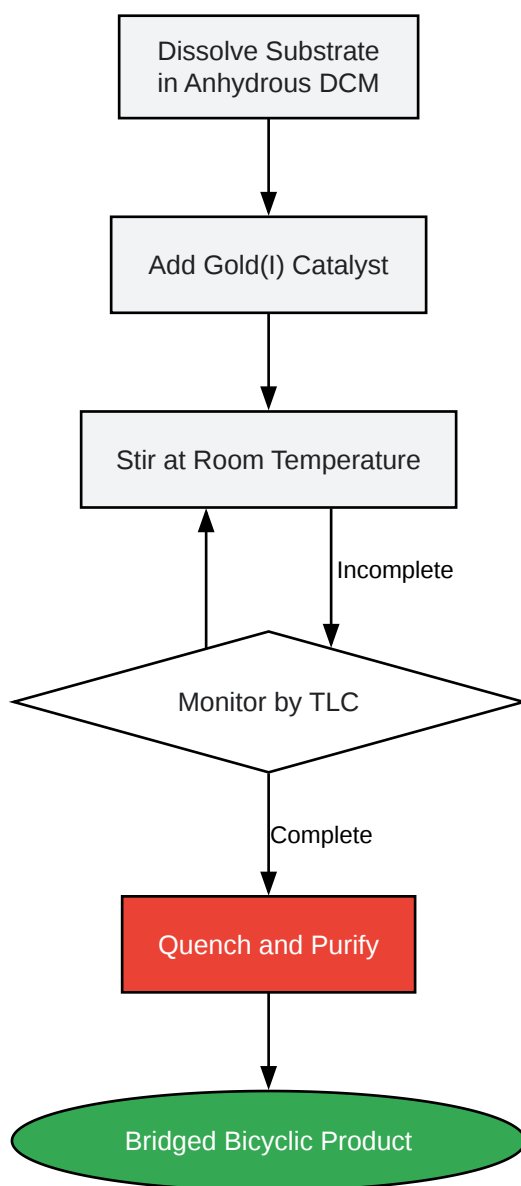 Dissolve Substrate
in Anhydrous DCM
Add Gold(I) Catalyst
Stir at Room Temperature
Incomplete
Monitor by TLC
Complete
Quench and Purify
Bridged Bicyclic Product